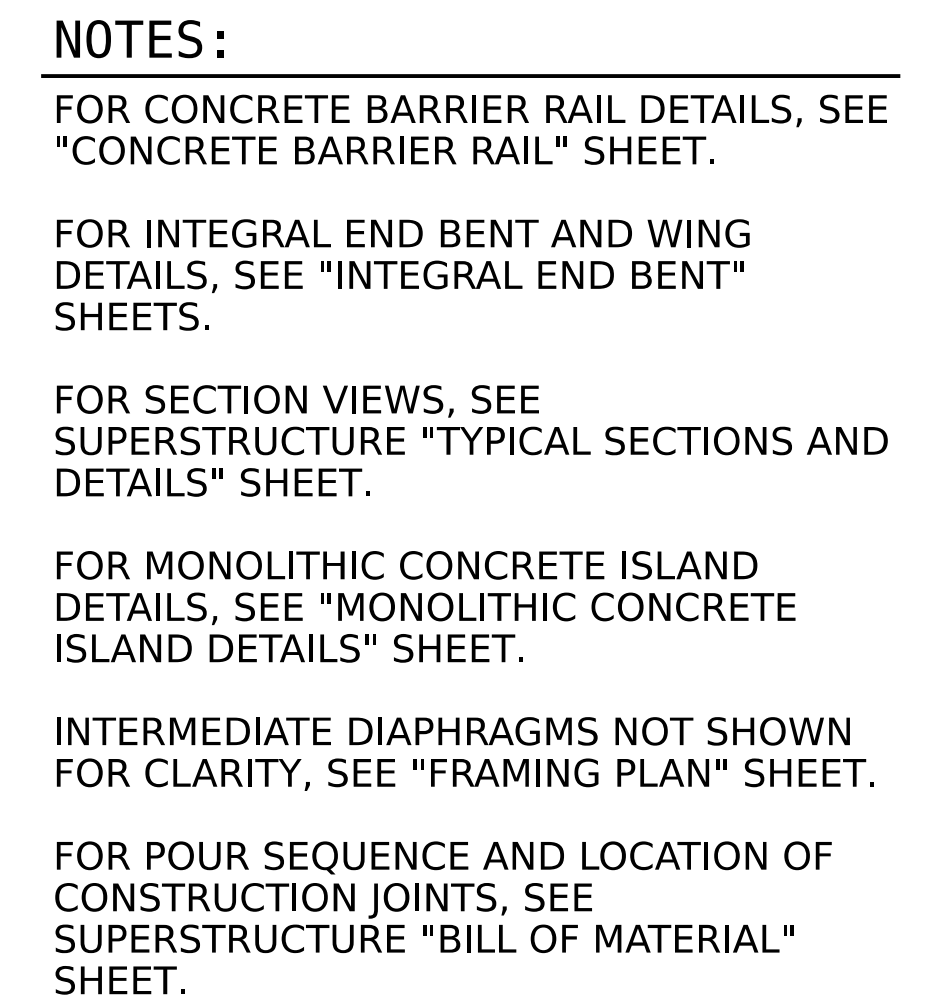 NOTES:
FOR CONCRETE BARRIER RAIL DETAILS, SEE
"CONCRETE BARRIER RAIL" SHEET.
FOR INTEGRAL END BENT AND WING
DETAILS, SEE "INTEGRAL END BENT"
SHEETS.
FOR SECTION VIEWS, SEE
SUPERSTRUCTURE "TYPICAL SECTIONS AND
DETAILS" SHEET.
FOR MONOLITHIC CONCRETE ISLAND
DETAILS, SEE "MONOLITHIC CONCRETE
ISLAND DETAILS" SHEET.
INTERMEDIATE DIAPHRAGMS NOT SHOWN
FOR CLARITY, SEE "FRAMING PLAN" SHEET.
FOR POUR SEQUENCE AND LOCATION OF
CONSTRUCTION JOINTS, SEE
SUPERSTRUCTURE "BILL OF MATERIAL"
SHEET.